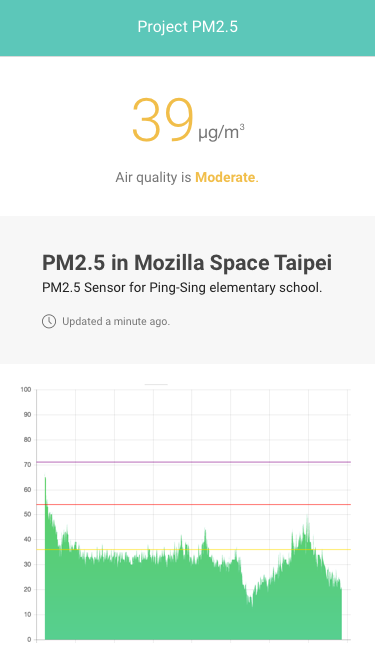 Project PM2.5
39 μg/m³
Air quality is Moderate.
PM2.5 in Mozilla Space Taipei
PM2.5 Sensor for Ping-Sing elementary school.
Updated a minute ago.
100
90
80
70
60
50
40
30
20
10
0